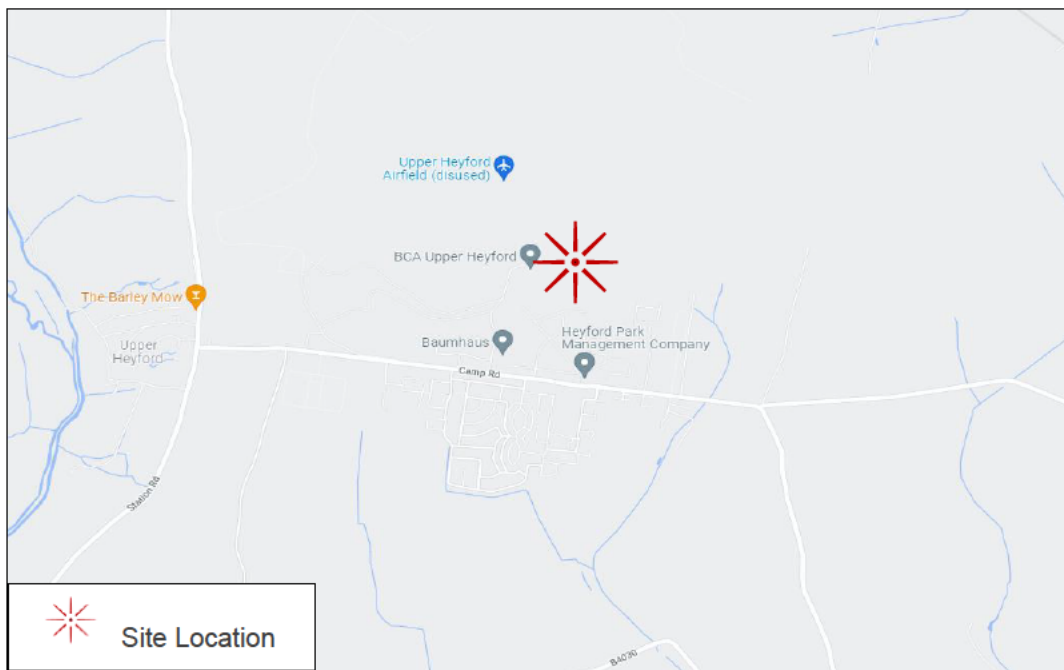 Upper Heyford
Airfield (disused)
BCA Upper Heyford
The Barley Mow
Upper
Heyford
Baumhaus
Heyford Park
Management Company
Camp Rd
Station Rd
B4030
Site Location